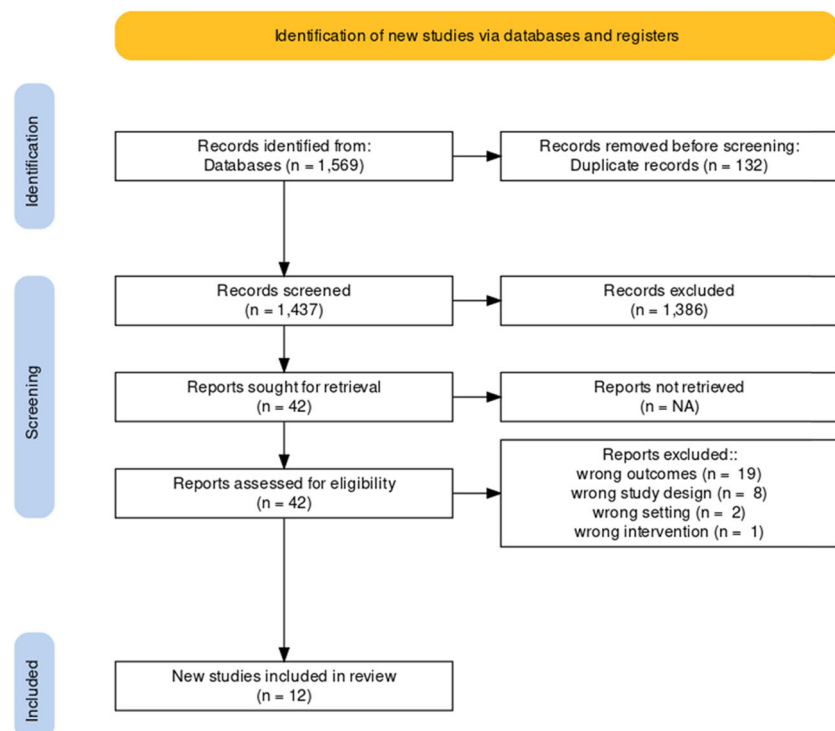 Identification of new studies via databases and registers
Identification
Records identified from:
Databases (n = 1,569)
Records removed before screening:
Duplicate records (n = 132)
Screening
Records screened
(n = 1,437)
Records excluded
(n = 1,386)
Reports sought for retrieval
(n = 42)
Reports not retrieved
(n = NA)
Reports assessed for eligibility
(n = 42)
Reports excluded::
wrong outcomes (n = 19)
wrong study design (n = 8)
wrong setting (n = 2)
wrong intervention (n = 1)
Included
New studies included in review
(n = 12)